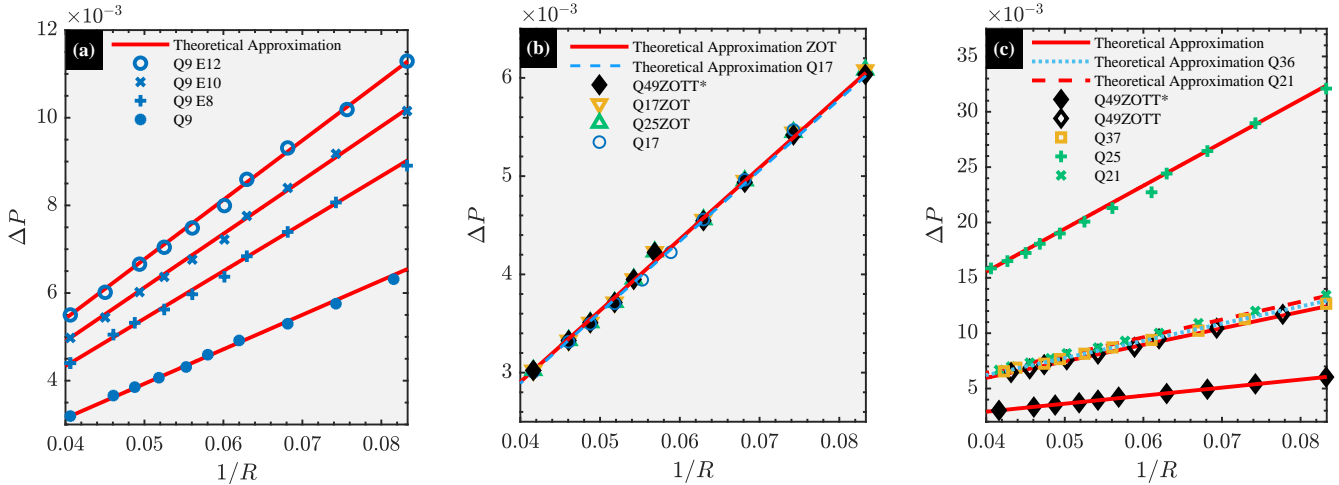 ×10⁻³
(a)
Theoretical Approximation
Q9 E12
Q9 E10
Q9 E8
Q9
12
10
8
6
4
ΔP
0.04 0.05 0.06 0.07 0.08
1/R
×10⁻³
(b)
Theoretical Approximation ZOT
Theoretical Approximation Q17
Q49ZOTT*
Q17ZOT
Q25ZOT
Q17
6
5
4
3
ΔP
0.04 0.05 0.06 0.07 0.08
1/R
×10⁻³
(c)
Theoretical Approximation
Theoretical Approximation Q36
Theoretical Approximation Q21
Q49ZOTT*
Q49ZOTT
Q37
Q25
Q21
35
30
25
20
15
10
5
ΔP
0.04 0.05 0.06 0.07 0.08
1/R